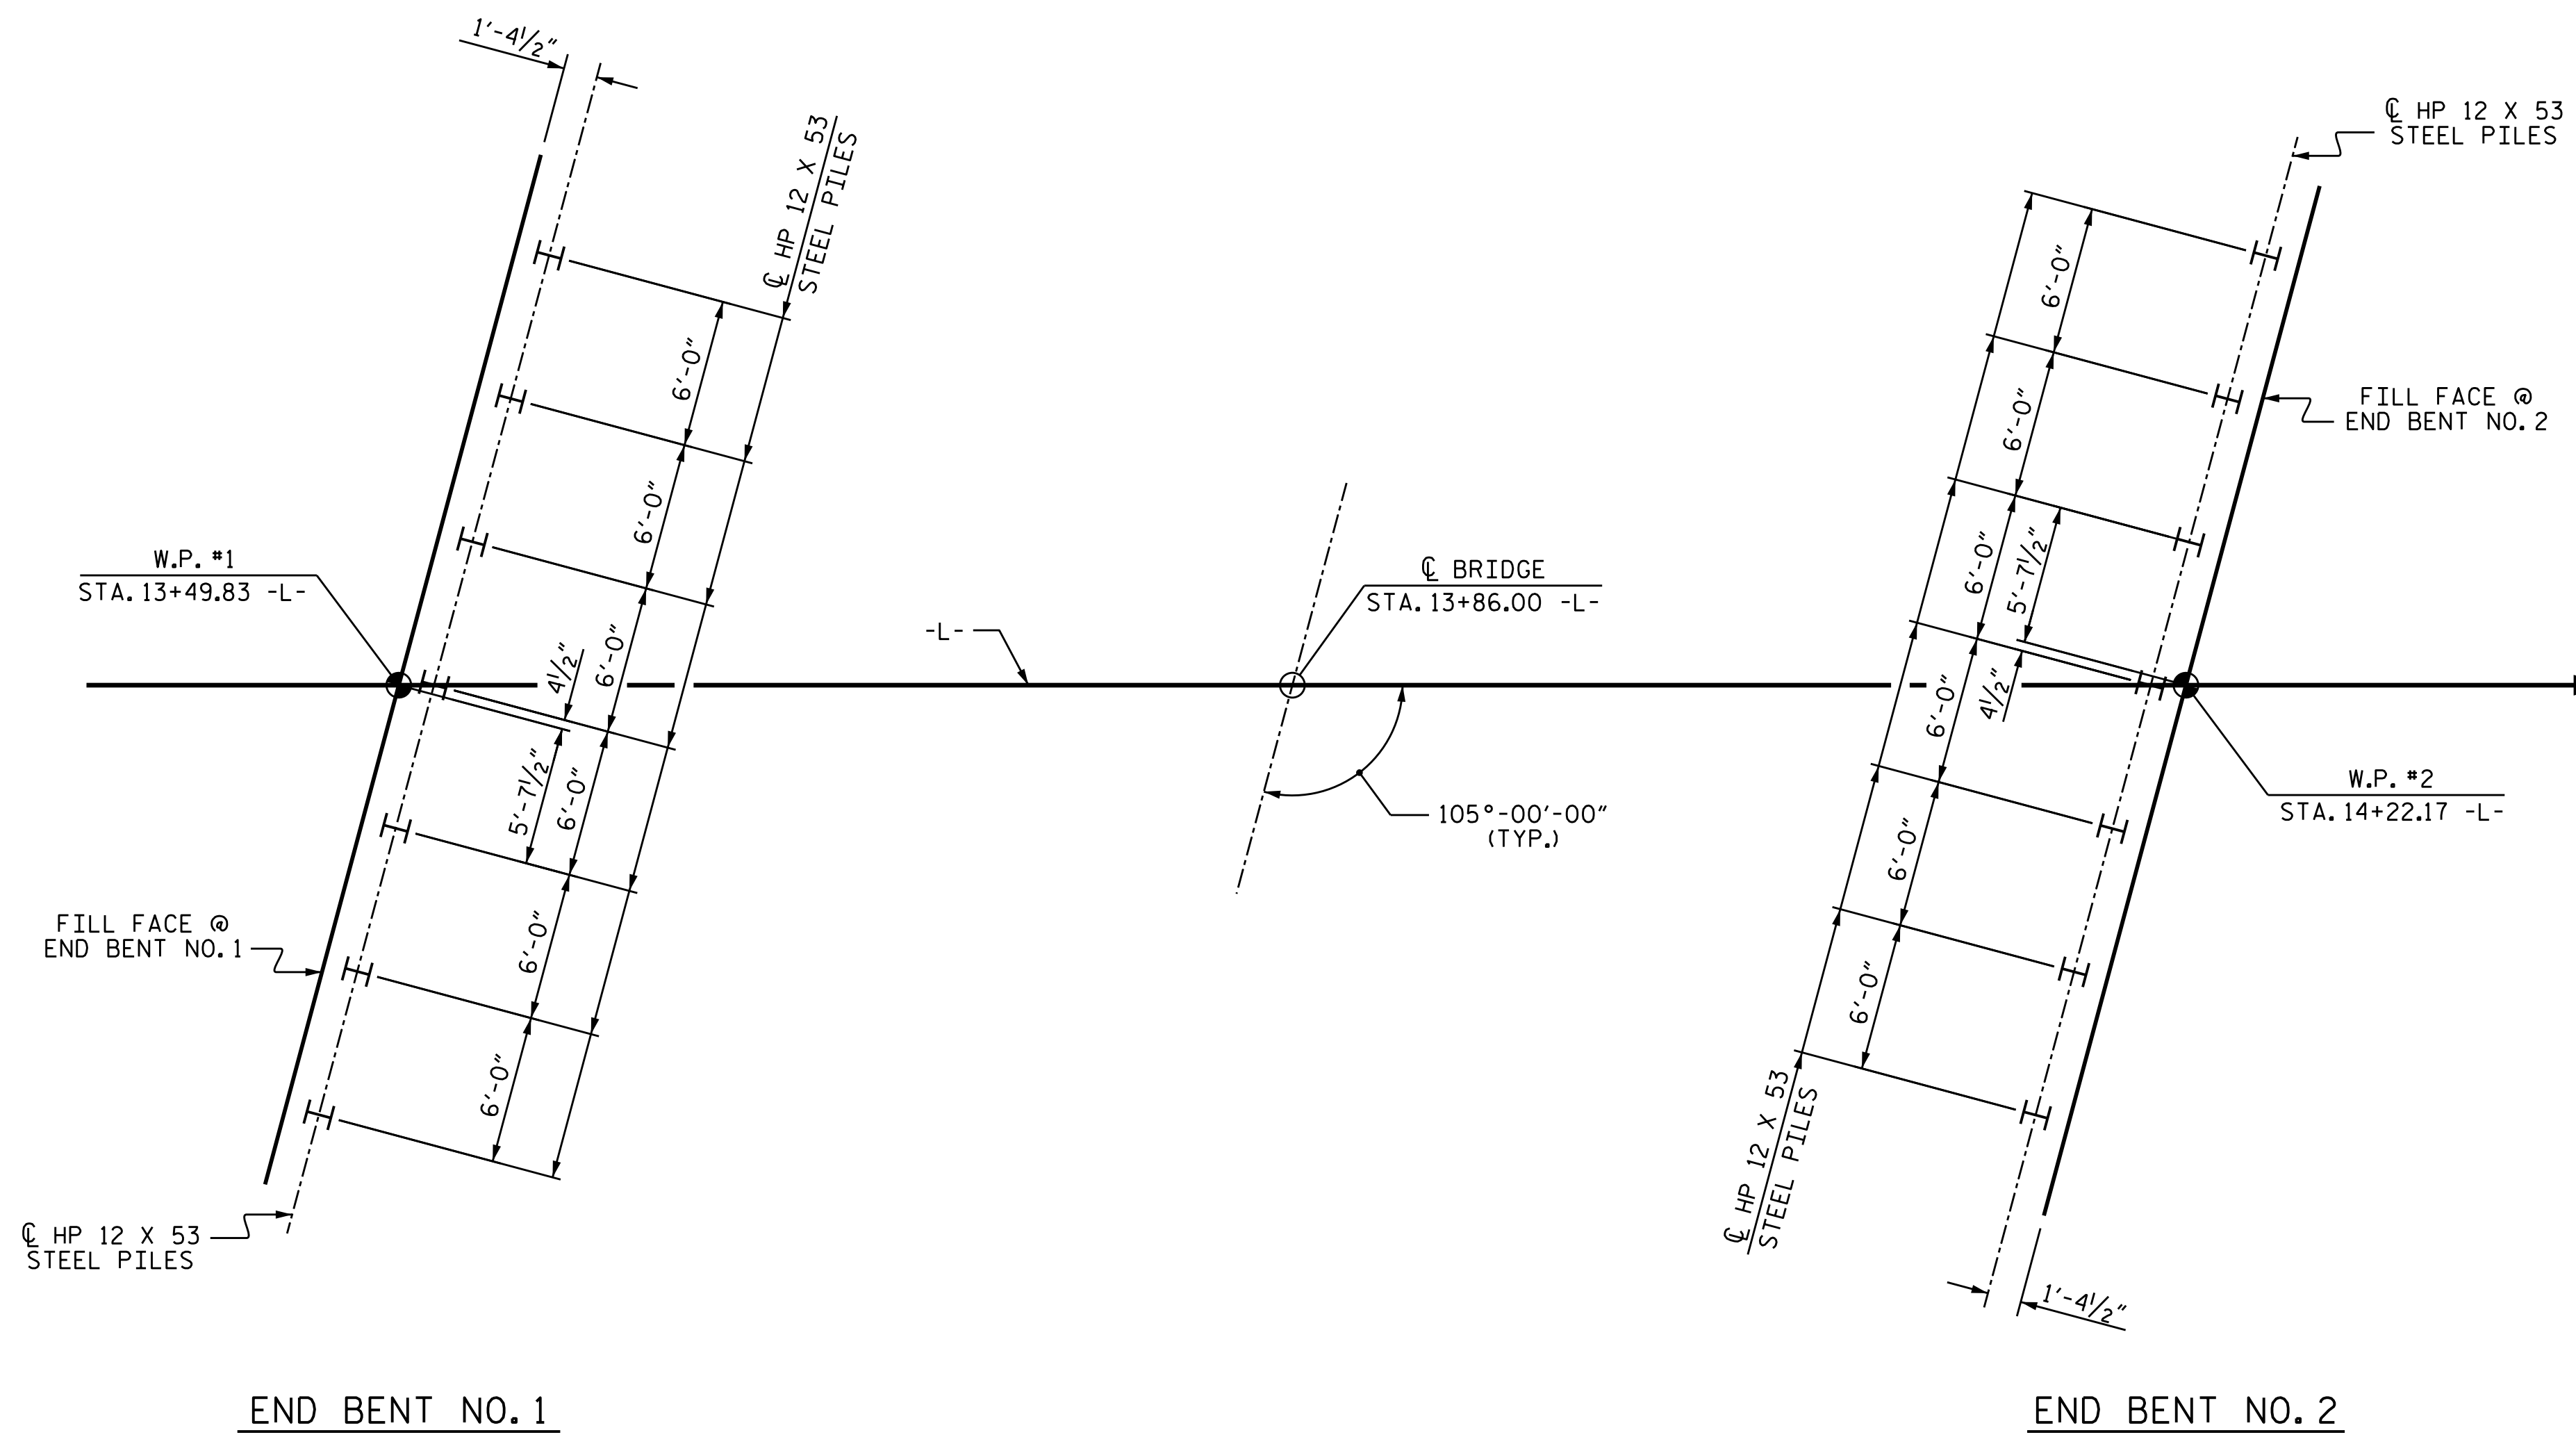 1'-4½"
℄ HP 12 X 53
STEEL PILES
6'-0"
6'-0"
6'-0"
4½"
5'-7½"
6'-0"
6'-0"
6'-0"
W.P. #1
STA. 13+49.83 -L-
FILL FACE @
END BENT NO. 1
℄ HP 12 X 53
STEEL PILES
END BENT NO. 1
-L-
℄ BRIDGE
STA. 13+86.00 -L-
105°-00'-00"
(TYP.)
℄ HP 12 X 53
STEEL PILES
6'-0"
6'-0"
6'-0"
5'-7½"
4½"
6'-0"
6'-0"
6'-0"
FILL FACE @
END BENT NO. 2
W.P. #2
STA. 14+22.17 -L-
℄ HP 12 X 53
STEEL PILES
1'-4½"
END BENT NO. 2